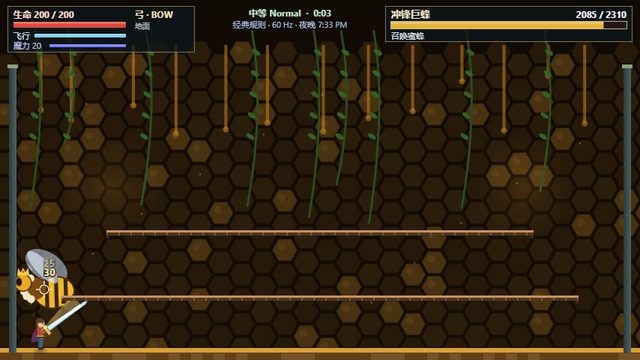 生命 200 / 200
弓 · BOW
地面
飞行
魔力 20
中等 Normal · 0:03
经典规则 · 60 Hz · 夜晚 7:33 PM
冲锋巨蜂
2085 / 2310
召唤蜜蜂
25
30